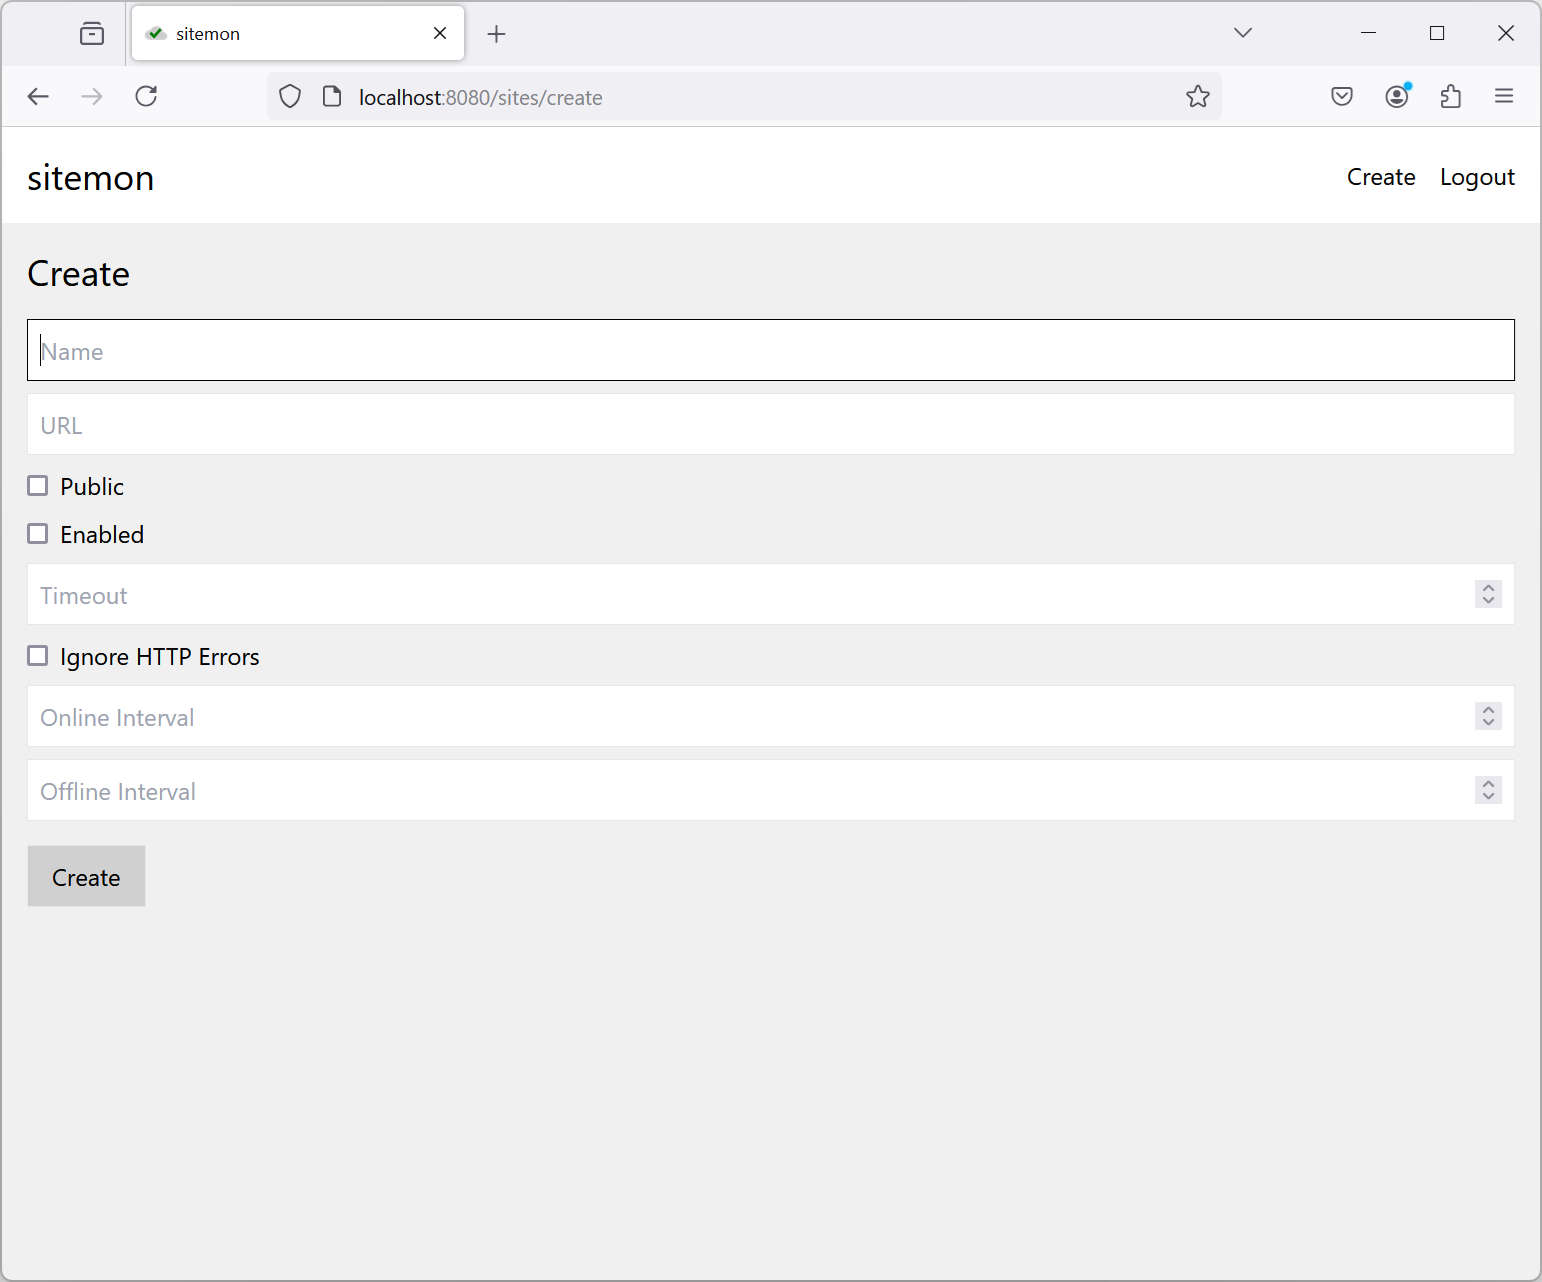 sitemon
localhost:8080/sites/create
sitemon
Create Logout
Create
Name
URL
Public
Enabled
Timeout
Ignore HTTP Errors
Online Interval
Offline Interval
Create